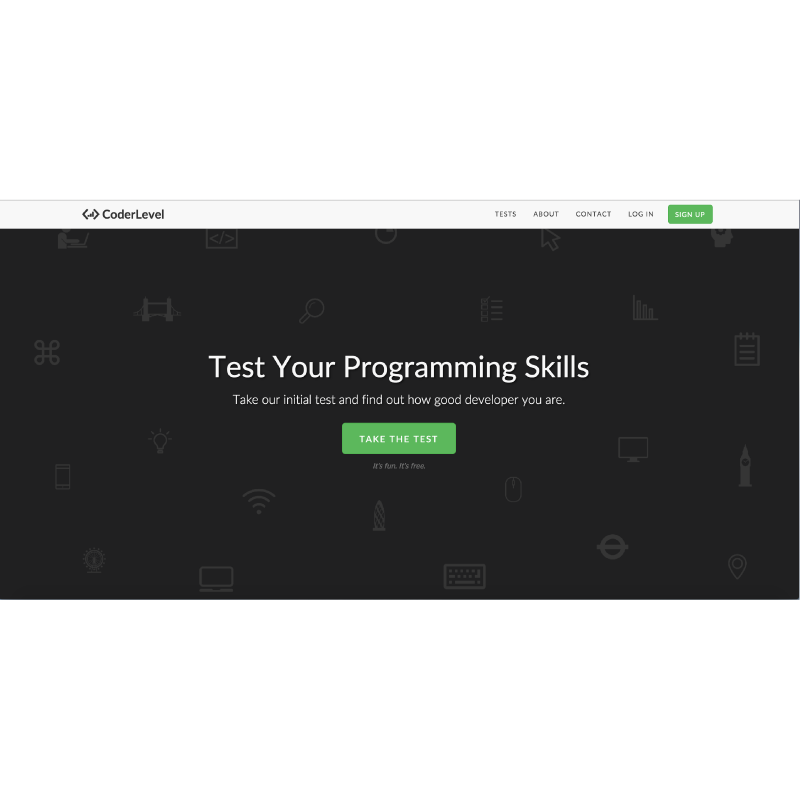 CoderLevel
TESTS
ABOUT
CONTACT
LOG IN
SIGN UP
Test Your Programming Skills
Take our initial test and find out how good developer you are.
TAKE THE TEST
It's fun. It's free.